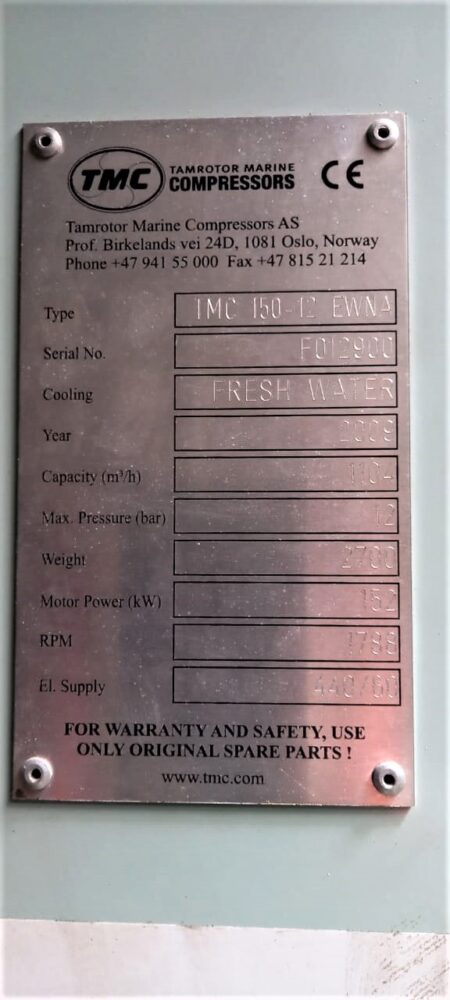 TMC TAMROTOR MARINE COMPRESSORS CE
Tamrotor Marine Compressors AS
Prof. Birkelands vei 24D, 1081 Oslo, Norway
Phone +47 941 55 000 Fax +47 815 21 214
Type TMC 150-12 EWNA
Serial No. F012900
Cooling FRESH WATER
Year 2009
Capacity (m³/h)
Max. Pressure (bar) 12
Weight 2700
Motor Power (kW) 152
RPM 1788
El. Supply 440/60
FOR WARRANTY AND SAFETY, USE
ONLY ORIGINAL SPARE PARTS !
www.tmc.com